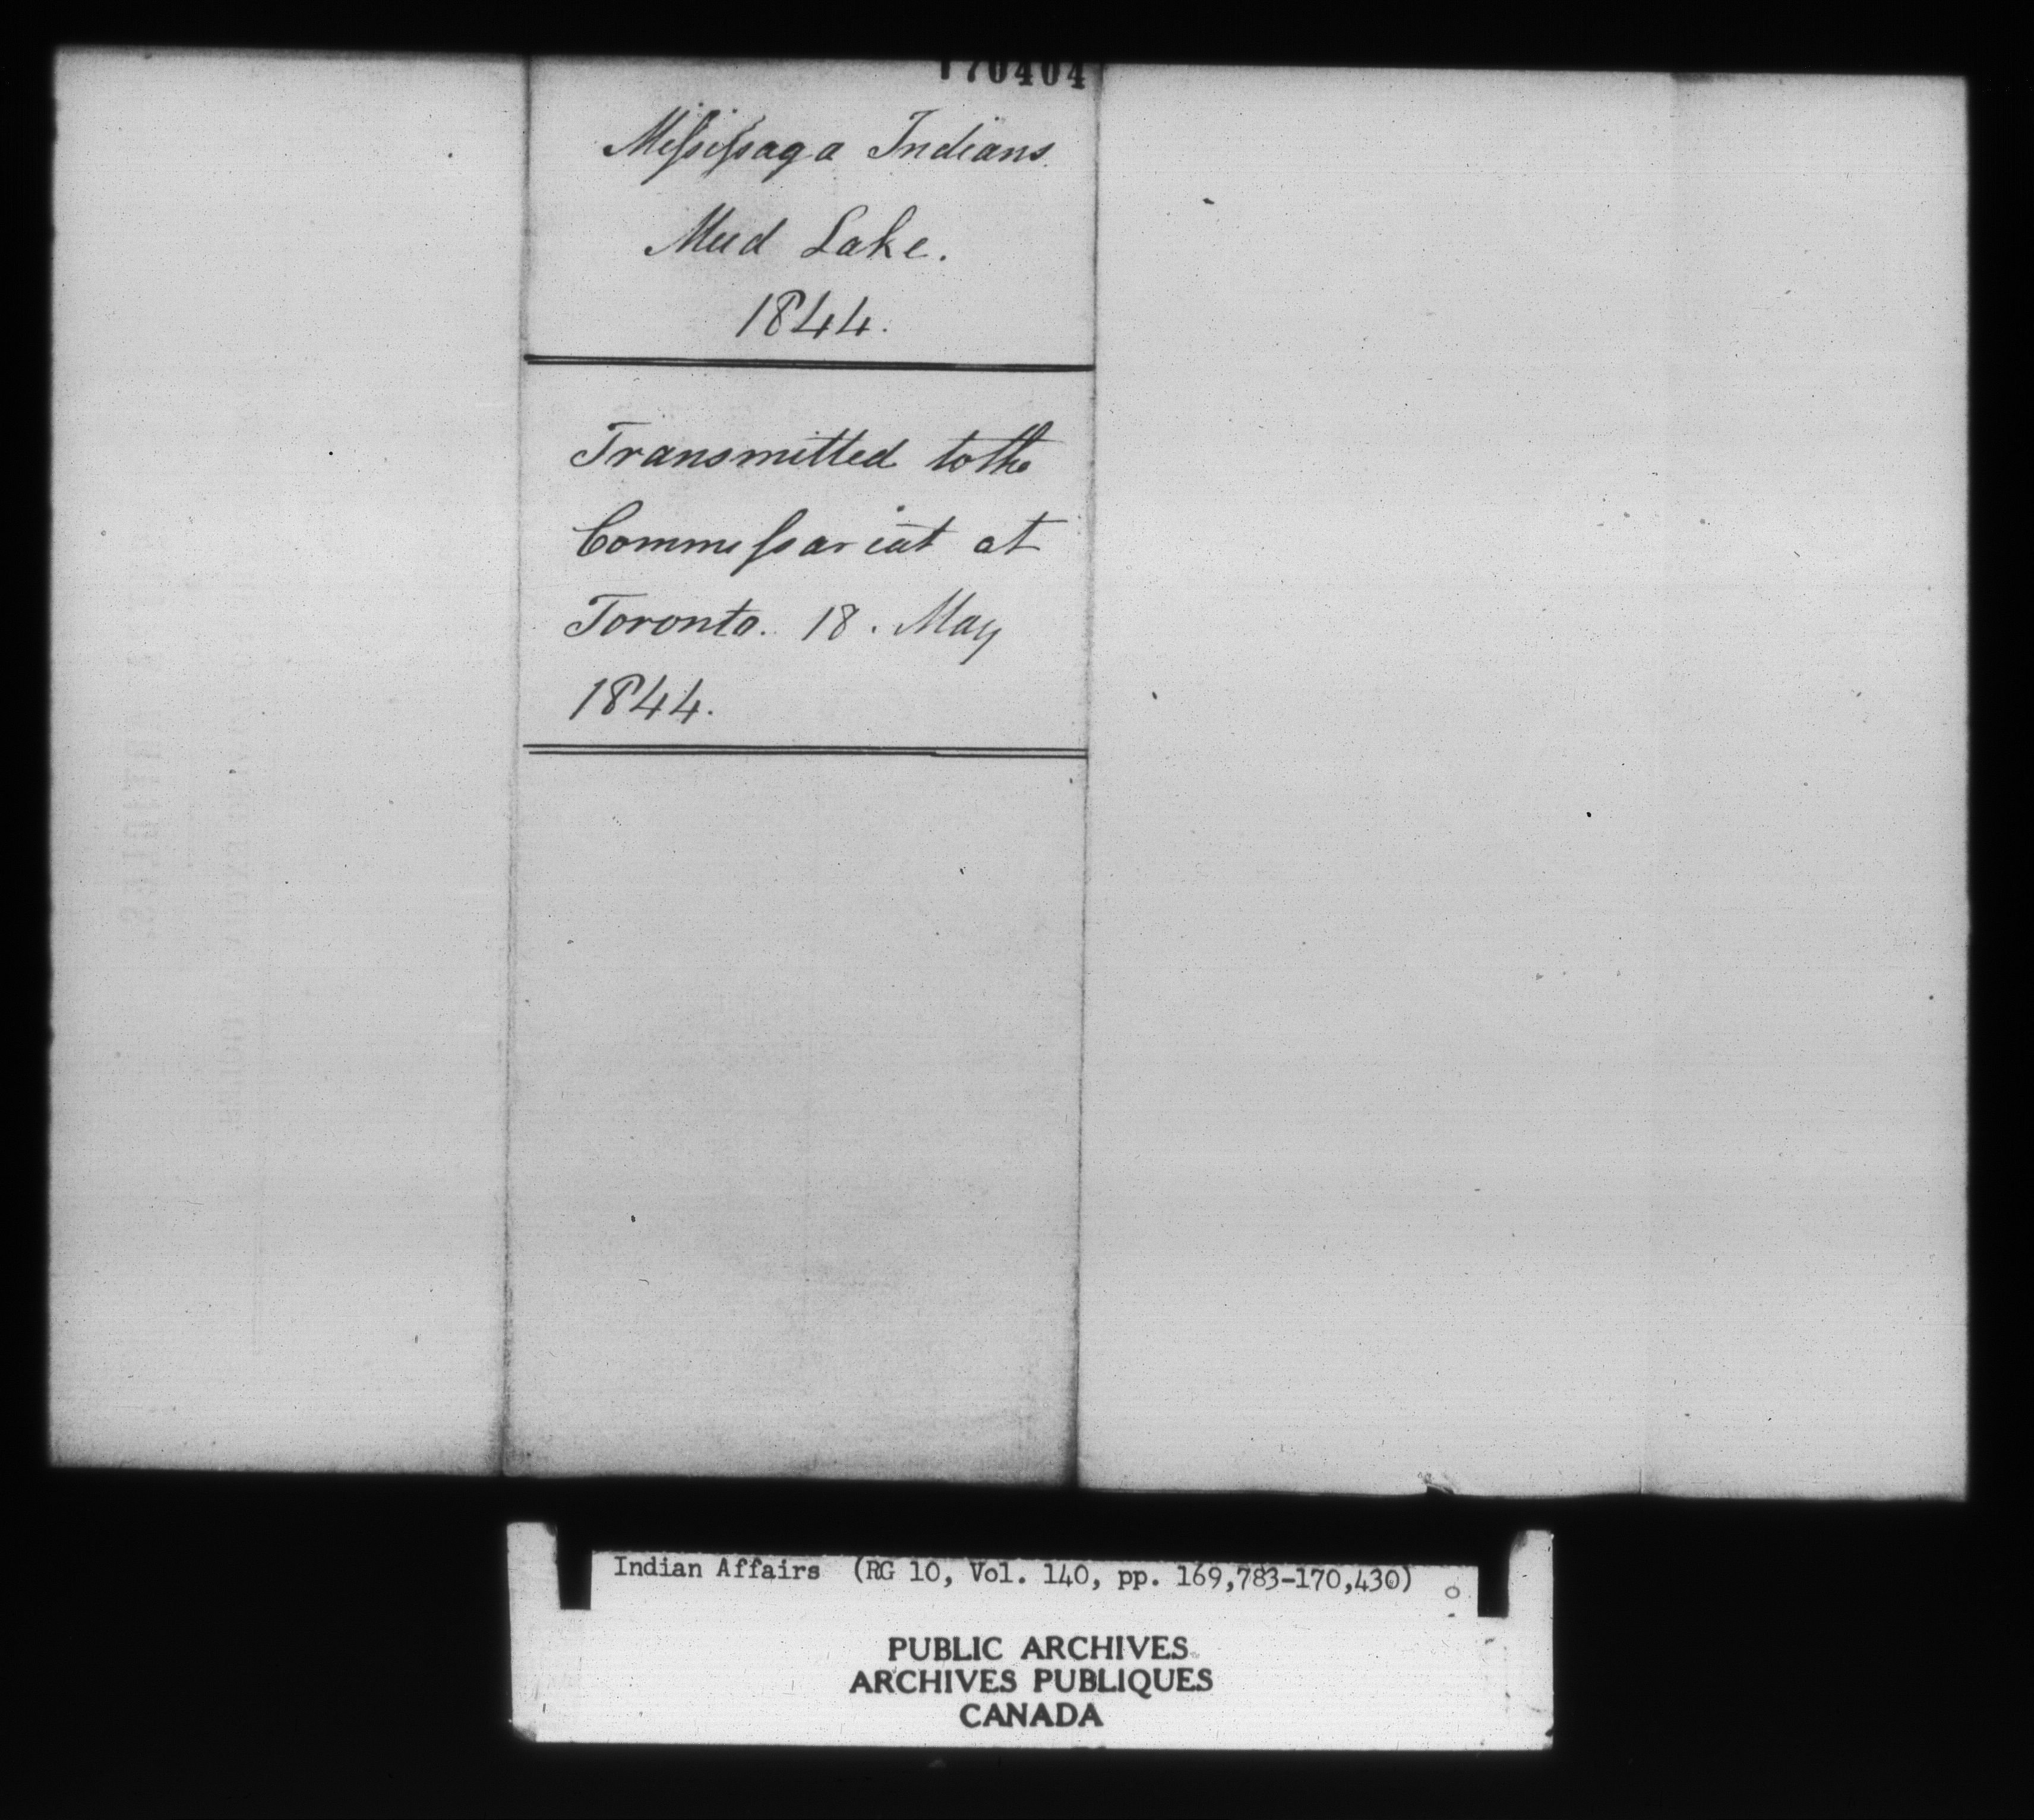 170404
Missisaga Indians.
Mud Lake.
1844.
Transmitted to the
Commissariat at
Toronto. 18. May
1844.
Indian Affairs (RG 10, Vol. 140, pp. 169,783-170,430)
PUBLIC ARCHIVES
ARCHIVES PUBLIQUES
CANADA